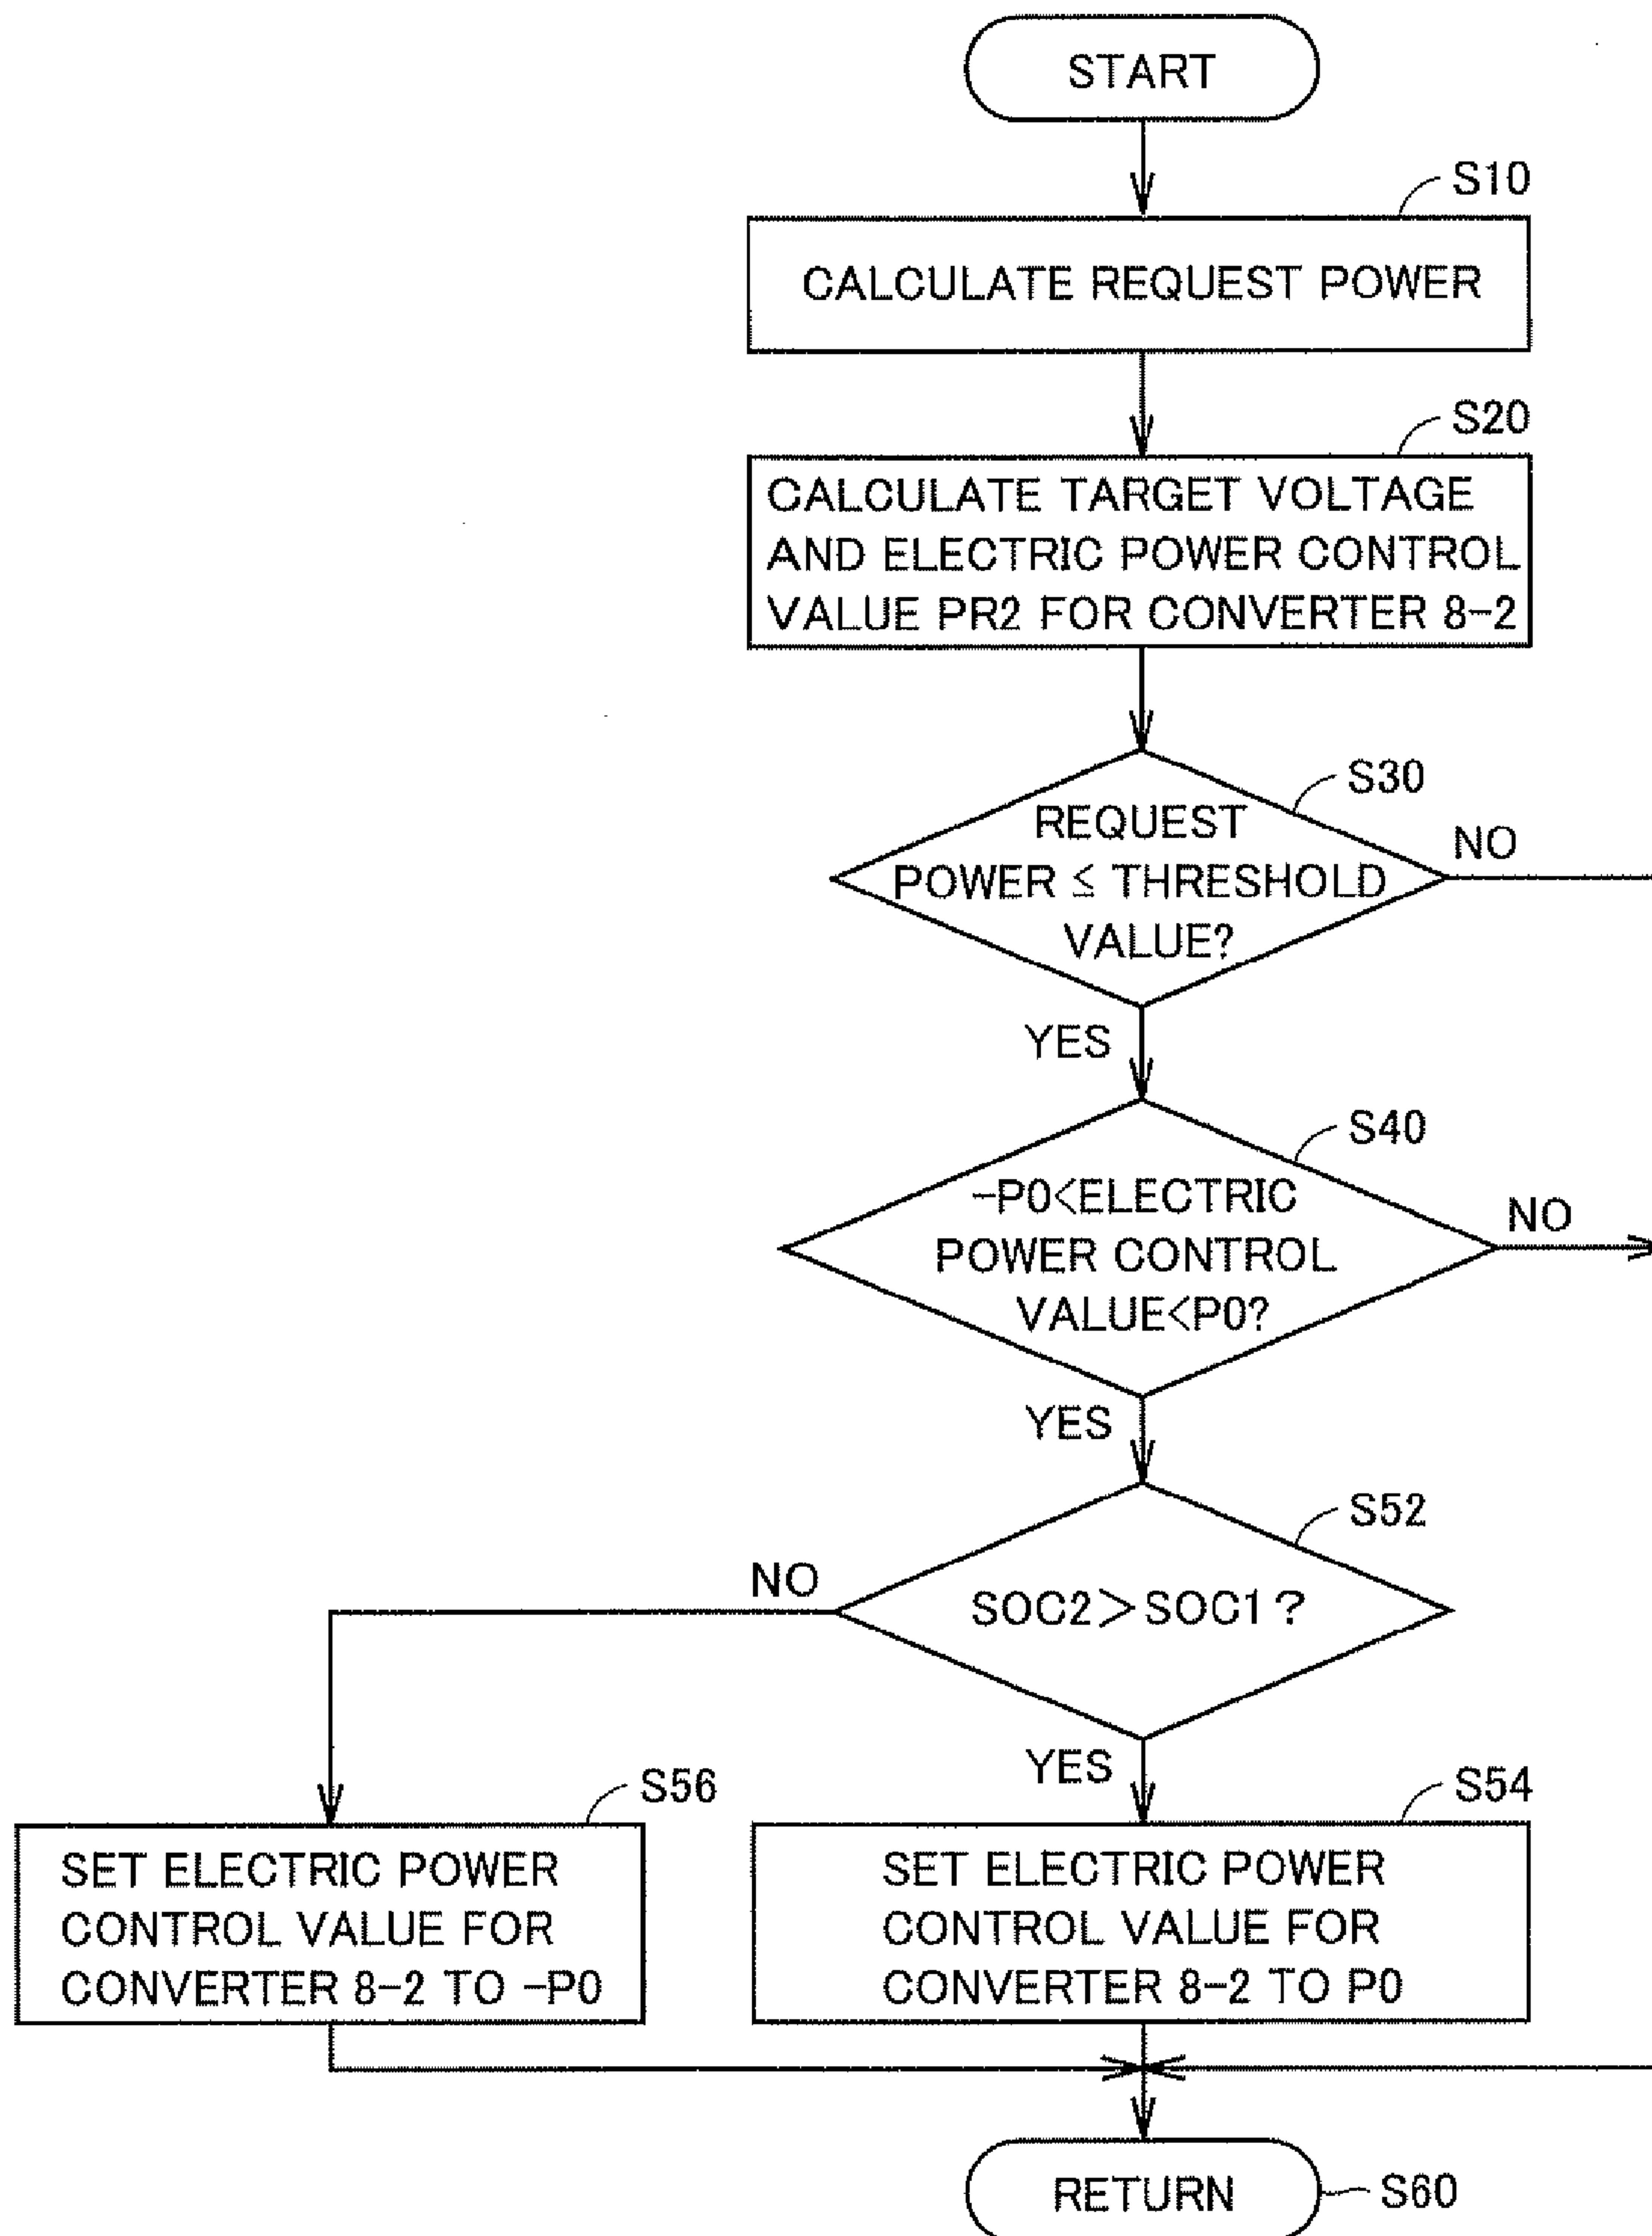 START
S10
CALCULATE REQUEST POWER
S20
CALCULATE TARGET VOLTAGE
AND ELECTRIC POWER CONTROL
VALUE PR2 FOR CONVERTER 8-2
S30
REQUEST
POWER ≦ THRESHOLD
VALUE?
NO
YES
S40
-P0<ELECTRIC
POWER CONTROL
VALUE<P0?
NO
YES
S52
SOC2>SOC1?
NO
YES
S56
SET ELECTRIC POWER
CONTROL VALUE FOR
CONVERTER 8-2 TO -P0
S54
SET ELECTRIC POWER
CONTROL VALUE FOR
CONVERTER 8-2 TO P0
RETURN
S60